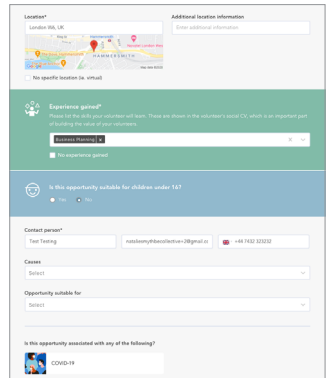 Location*
Additional location information
London W6, UK
Enter additional information
HAMMERSMITH
No specific location (ie. virtual)
Experience gained*
Please list the skills your volunteer will learn. These are shown in the volunteer's social CV, which is an important part
of building the value of your volunteers.
Business Planning x
No experience gained
Is this opportunity suitable for children under 16?
Yes No
Contact person*
Test Testing
+44 7432 323232
Causes
Select
Opportunity suitable for
Select
Is this opportunity associated with any of the following?
COVID-19